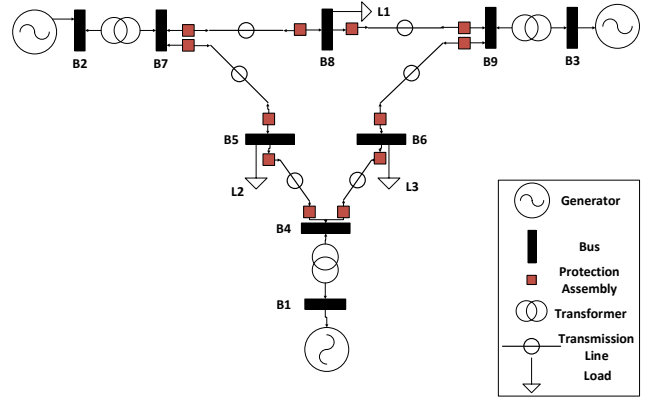 L1
B2
B7
B8
B9
B3
B5
B6
L2
L3
B4
B1
Generator
Bus
Protection
Assembly
Transformer
Transmission
Line
Load